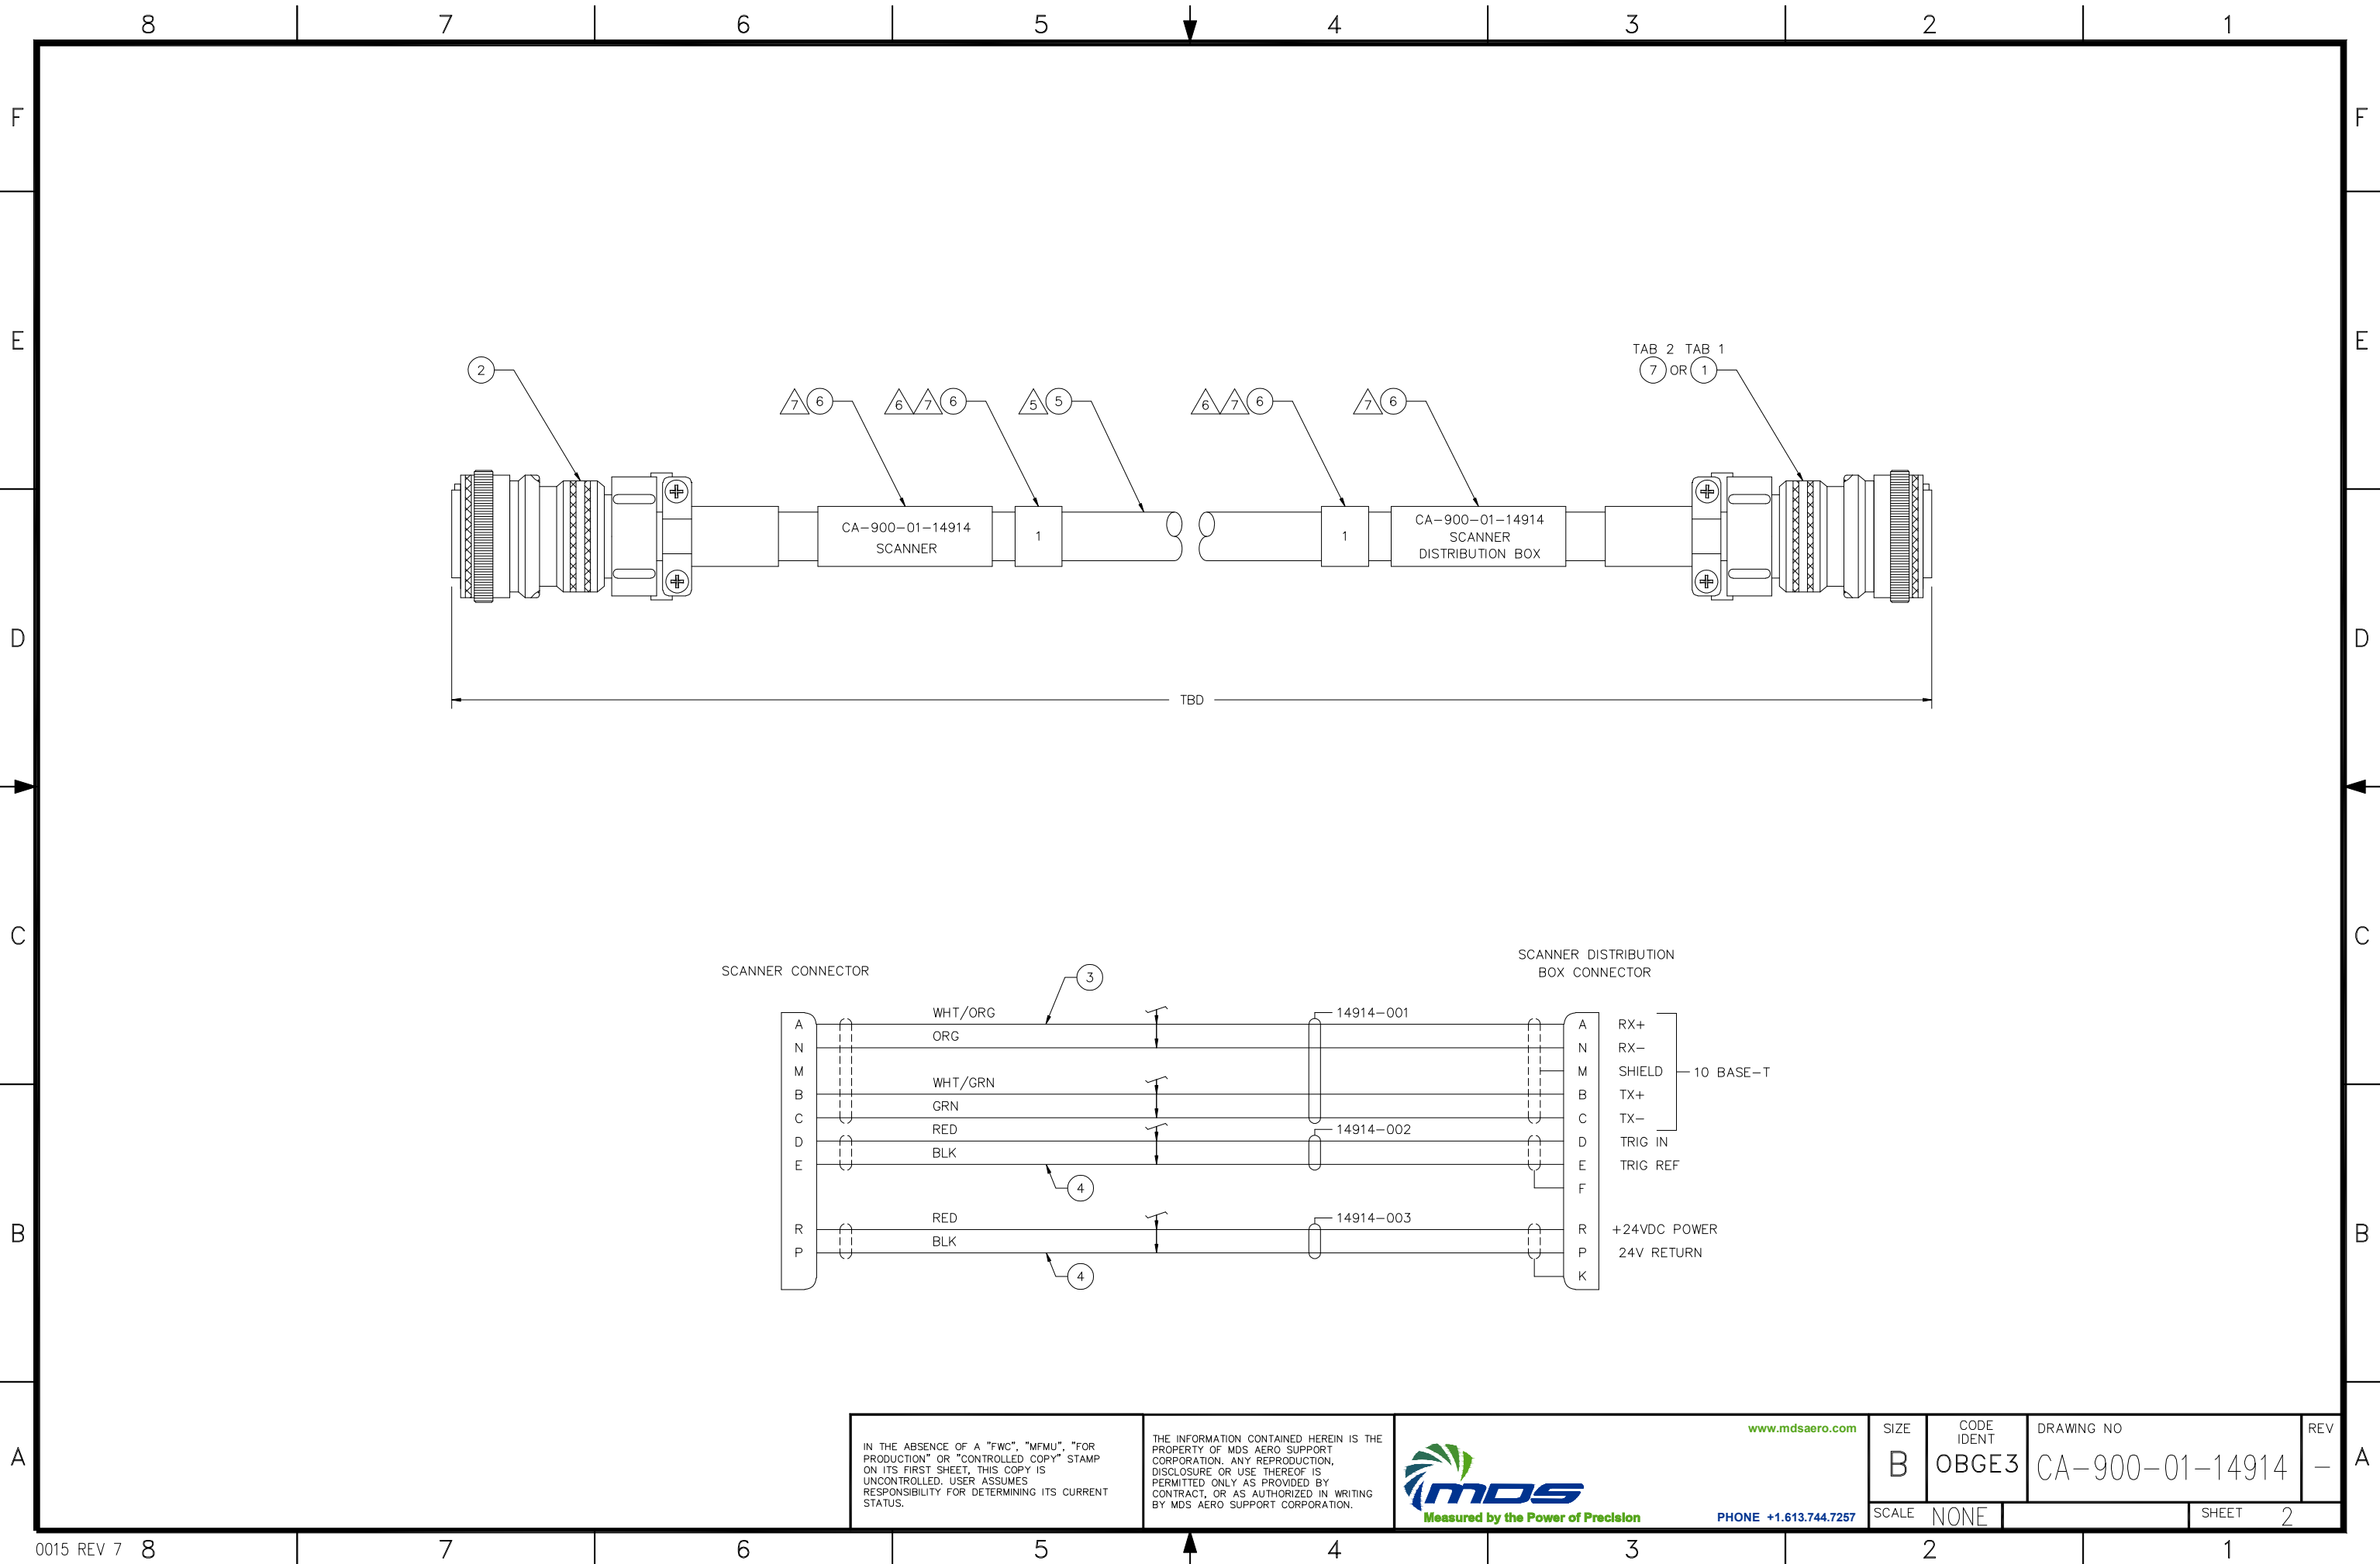 8 7 6 5 4 3 2 1
F F
E E
D D
C C
B B
A A
2
7 6
6 7 6
5 5
6 7 6
7 6
TAB 2 TAB 1
7 OR 1
CA-900-01-14914
SCANNER
1
1
CA-900-01-14914
SCANNER
DISTRIBUTION BOX
TBD
SCANNER CONNECTOR
3
SCANNER DISTRIBUTION
BOX CONNECTOR
A WHT/ORG 14914-001 A RX+
N ORG N RX-
M M SHIELD 10 BASE-T
B WHT/GRN B TX+
C GRN C TX-
D RED 14914-002 D TRIG IN
E BLK E TRIG REF
4 F
R RED 14914-003 R +24VDC POWER
P BLK P 24V RETURN
4 K
IN THE ABSENCE OF A "FWC", "MFMU", "FOR
PRODUCTION" OR "CONTROLLED COPY" STAMP
ON ITS FIRST SHEET, THIS COPY IS
UNCONTROLLED. USER ASSUMES
RESPONSIBILITY FOR DETERMINING ITS CURRENT
STATUS.
THE INFORMATION CONTAINED HEREIN IS THE
PROPERTY OF MDS AERO SUPPORT
CORPORATION. ANY REPRODUCTION,
DISCLOSURE OR USE THEREOF IS
PERMITTED ONLY AS PROVIDED BY
CONTRACT, OR AS AUTHORIZED IN WRITING
BY MDS AERO SUPPORT CORPORATION.
www.mdsaero.com
mds
Measured by the Power of Precision
PHONE +1.613.744.7257
SIZE
B
CODE
IDENT
OBGE3
DRAWING NO
CA-900-01-14914
REV
-
SCALE NONE
SHEET 2
0015 REV 7
8 7 6 5 4 3 2 1